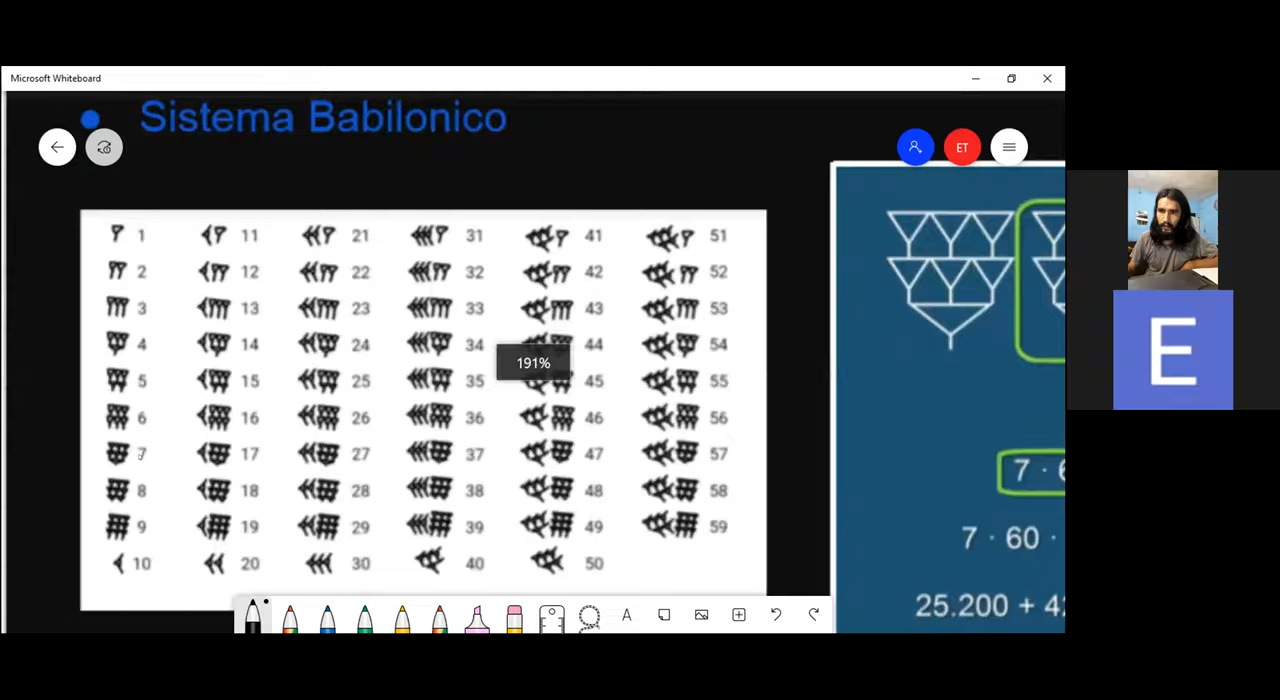 Microsoft Whiteboard
Sistema Babilonico
ET
1 11 21 31 41 51
2 12 22 32 42 52
3 13 23 33 43 53
4 14 24 34 44 54
191%
5 15 25 35 45 55
6 16 26 36 46 56
7 17 27 37 47 57
8 18 28 38 48 58
9 19 29 39 49 59
10 20 30 40 50
7 · 6
7 · 60 ·
25.200 + 42
A
E